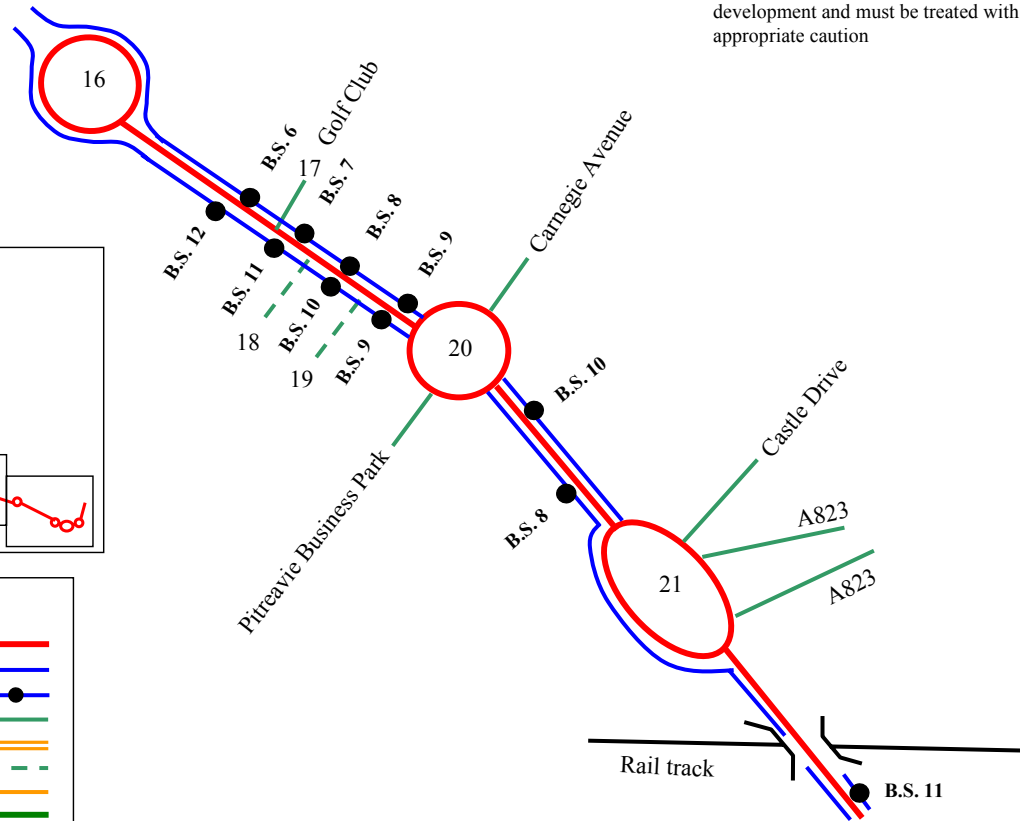 development and must be treated with
appropriate caution
16
Golf Club
B.S. 6
17
B.S. 7
Carnegie Avenue
B.S. 8
B.S. 9
B.S. 12
B.S. 11
18
B.S. 10
19
B.S. 9
20
B.S. 10
Castle Drive
Pitreavie Business Park
B.S. 8
A823
21
A823
Rail track
B.S. 11